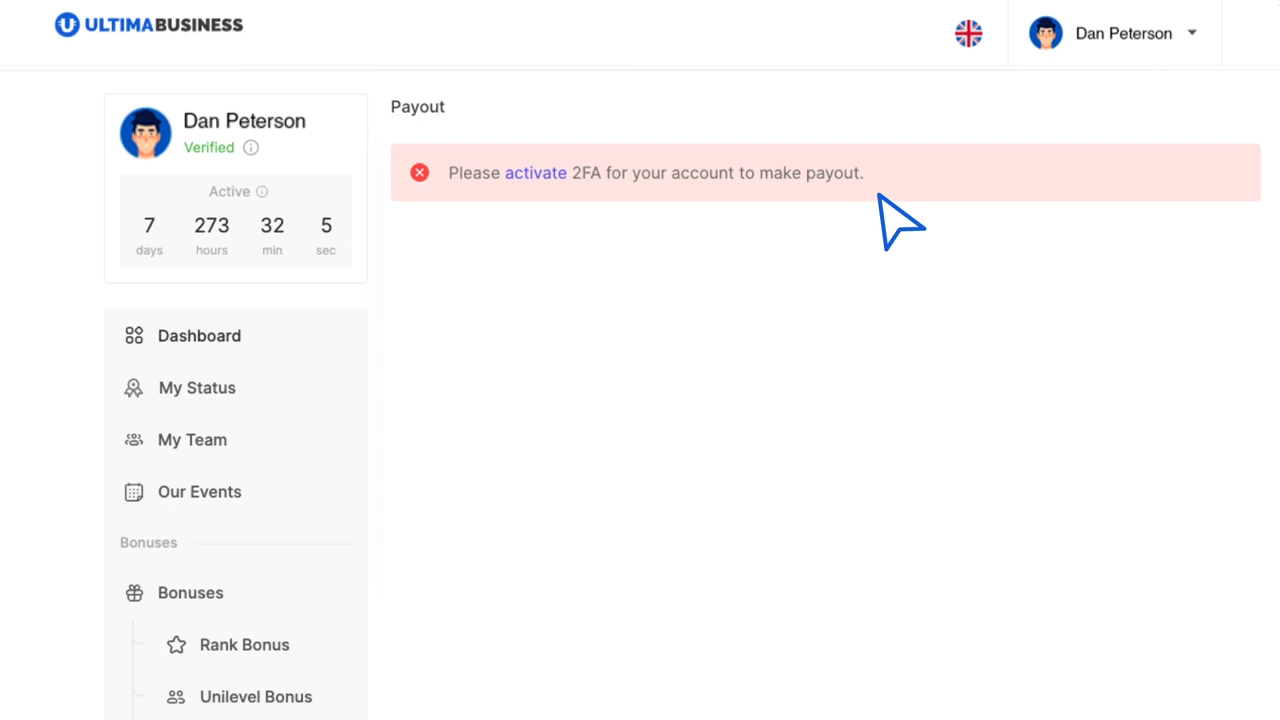 ULTIMABUSINESS
Dan Peterson
Dan Peterson
Verified
Active
7 273 32 5
days hours min sec
Dashboard
My Status
My Team
Our Events
Bonuses
Bonuses
Rank Bonus
Unilevel Bonus
Payout
Please activate 2FA for your account to make payout.